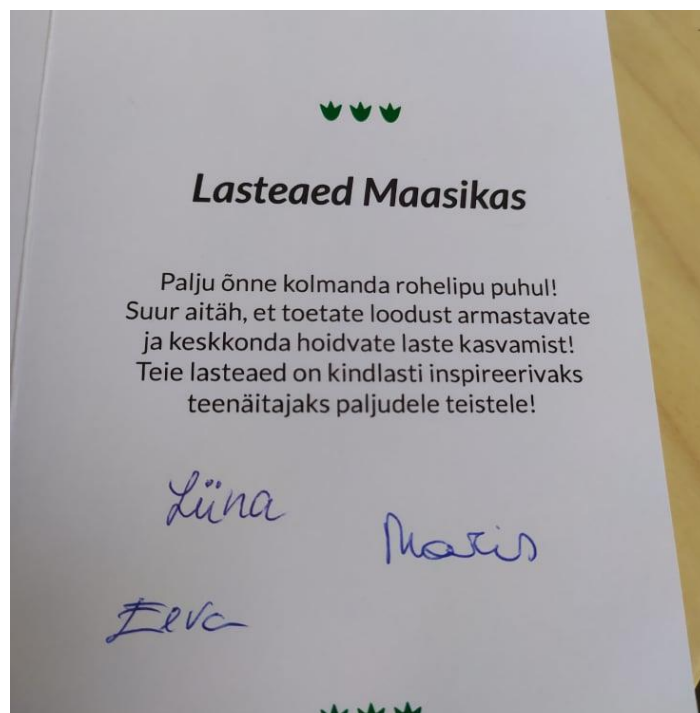 Lasteaed Maasikas
Palju õnne kolmanda rohelipu puhul!
Suur aitäh, et toetate loodust armastavate
ja keskkonda hoidvate laste kasvamist!
Teie lasteaed on kindlasti inspireerivaks
teenäitajaks paljudele teistele!
Liina
Maris
Eeva